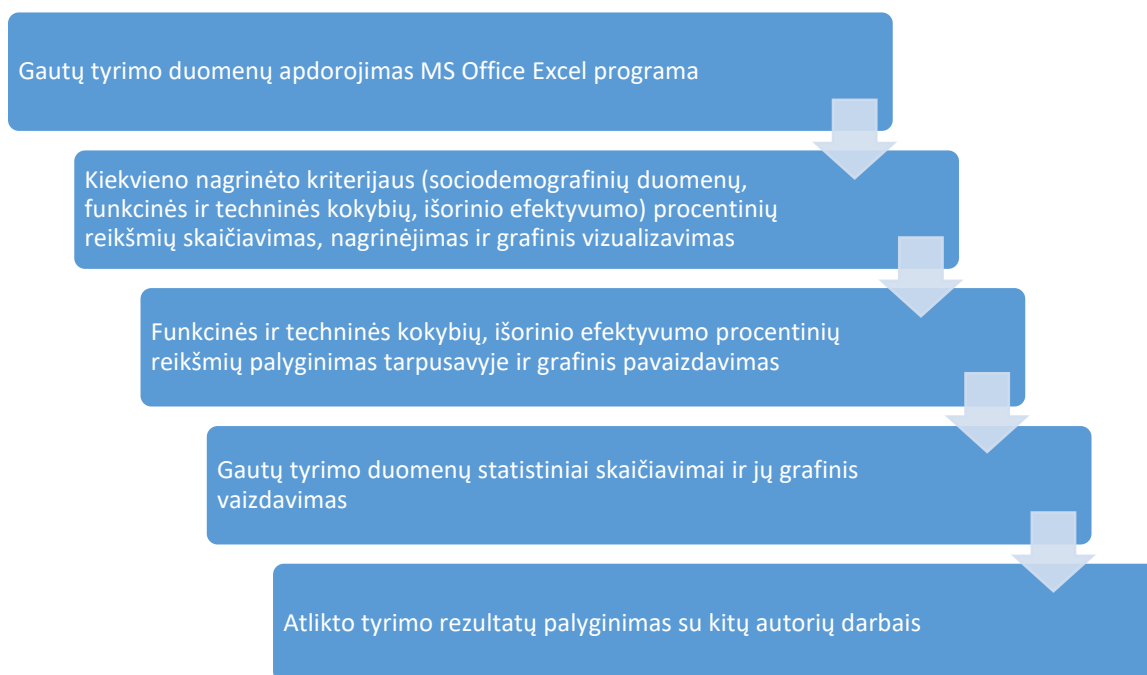 Gautų tyrimo duomenų apdorojimas MS Office Excel programa
Kiekvieno nagrinėto kriterijaus (sociodemografinių duomenų,
funkcinės ir techninės kokybių, išorinio efektyvumo) procentinių
reikšmių skaičiavimas, nagrinėjimas ir grafinis vizualizavimas
Funkcinės ir techninės kokybių, išorinio efektyvumo procentinių
reikšmių palyginimas tarpusavyje ir grafinis pavaizdavimas
Gautų tyrimo duomenų statistiniai skaičiavimai ir jų grafinis
vaizdavimas
Atlikto tyrimo rezultatų palyginimas su kitų autorių darbais